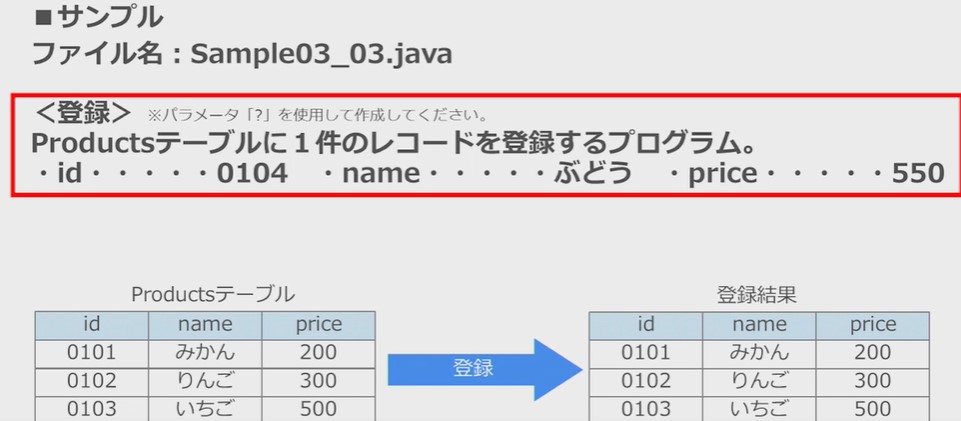 ■サンプル
ファイル名：Sample03_03.java
＜登録＞ ※パラメータ「?」を使用して作成してください。
Productsテーブルに１件のレコードを登録するプログラム。
・id・・・・・0104　・name・・・・・ぶどう　・price・・・・・550
Productsテーブル
id name price
0101 みかん 200
0102 りんご 300
0103 いちご 500
登録
登録結果
id name price
0101 みかん 200
0102 りんご 300
0103 いちご 500